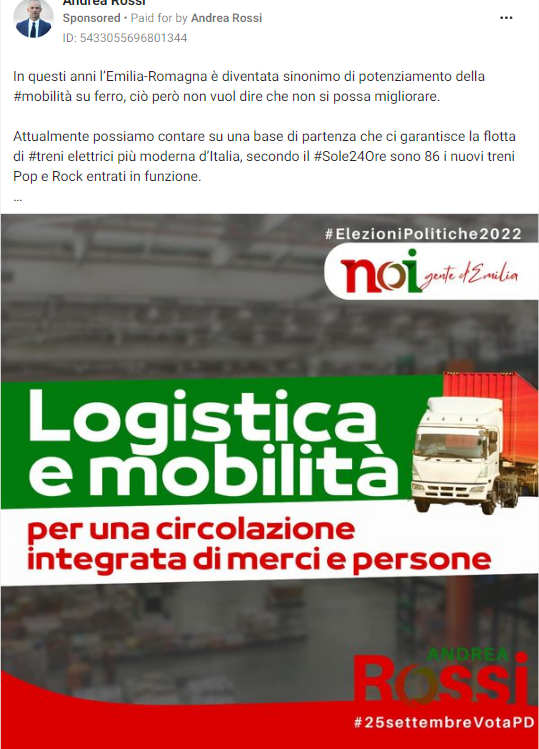 Andrea Rossi
Sponsored • Paid for by Andrea Rossi
ID: 5433055696801344
In questi anni l'Emilia-Romagna è diventata sinonimo di potenziamento della
#mobilità su ferro, ciò però non vuol dire che non si possa migliorare.
Attualmente possiamo contare su una base di partenza che ci garantisce la flotta
di #treni elettrici più moderna d'Italia, secondo il #Sole24Ore sono 86 i nuovi treni
Pop e Rock entrati in funzione.
...
#ElezioniPolitiche2022
noi gente d'Emilia
Logistica
e mobilità
per una circolazione
integrata di merci e persone
ANDREA
Rossi
#25settembreVotaPD